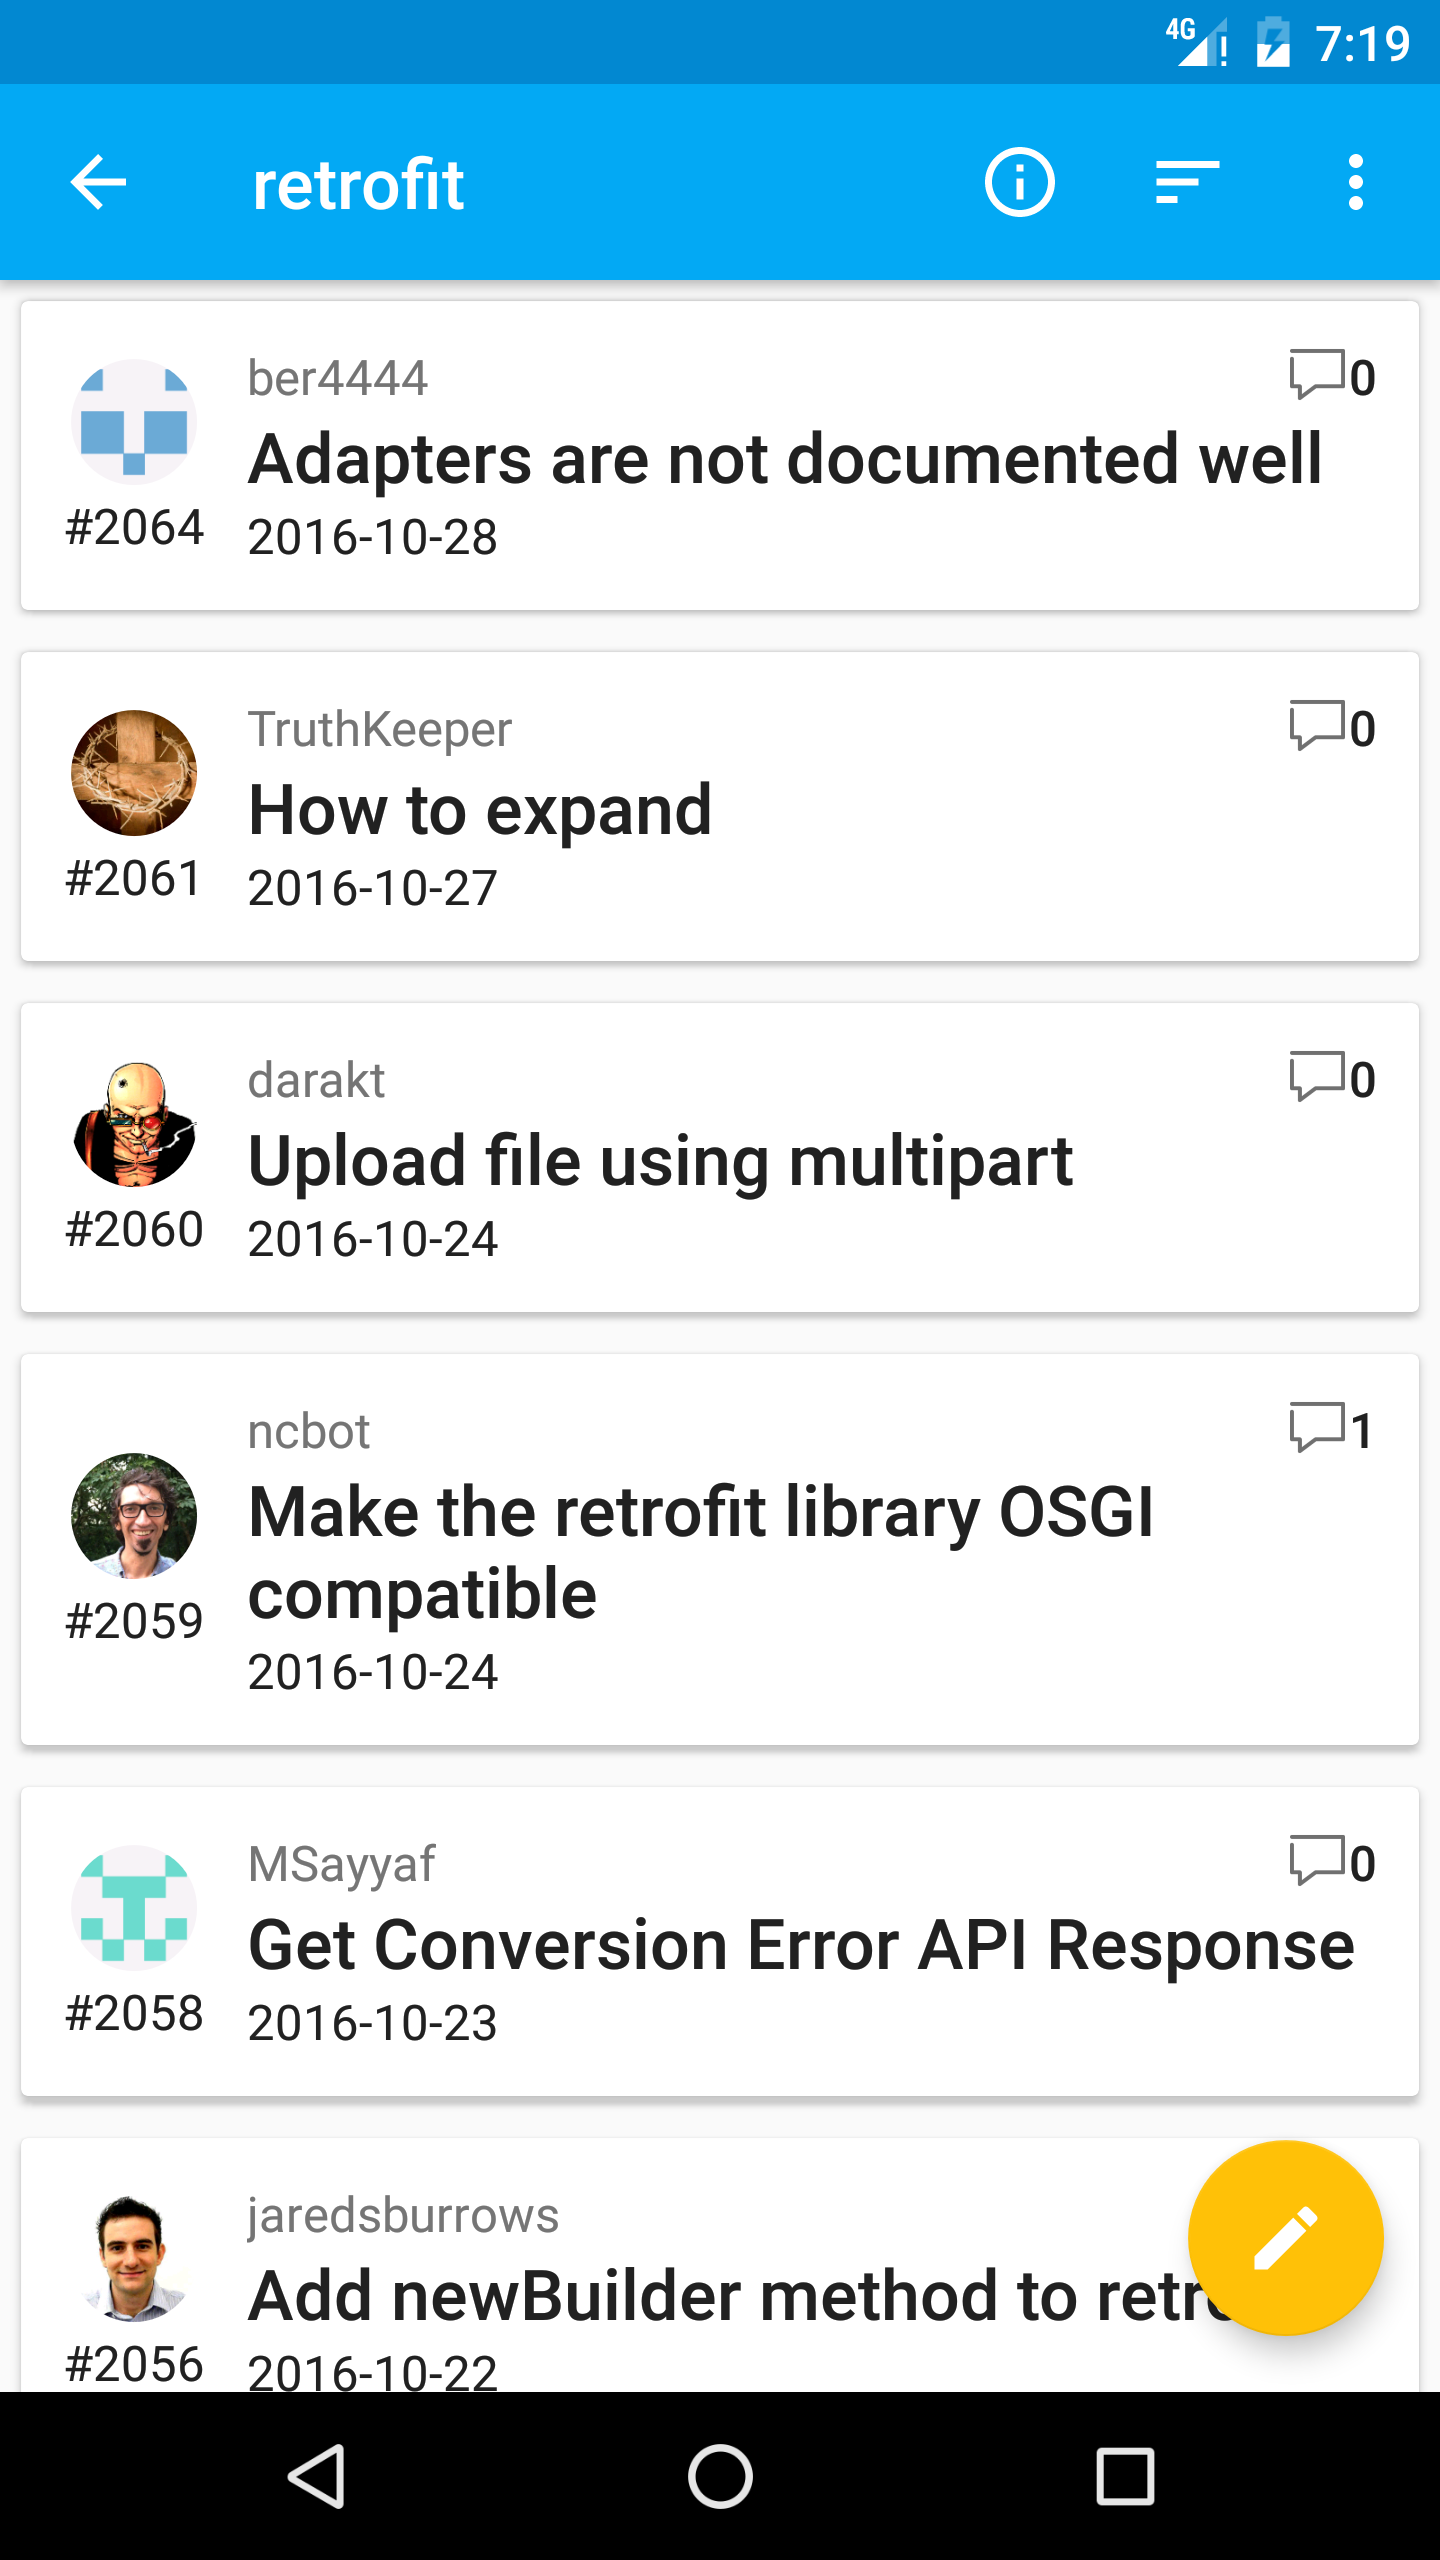 4G 7:19
retrofit
ber4444 0
Adapters are not documented well
#2064 2016-10-28
TruthKeeper 0
How to expand
#2061 2016-10-27
darakt 0
Upload file using multipart
#2060 2016-10-24
ncbot 1
Make the retrofit library OSGI
compatible
#2059
2016-10-24
MSayyaf 0
Get Conversion Error API Response
#2058 2016-10-23
jaredsburrows
Add newBuilder method to
#2056 2016-10-22